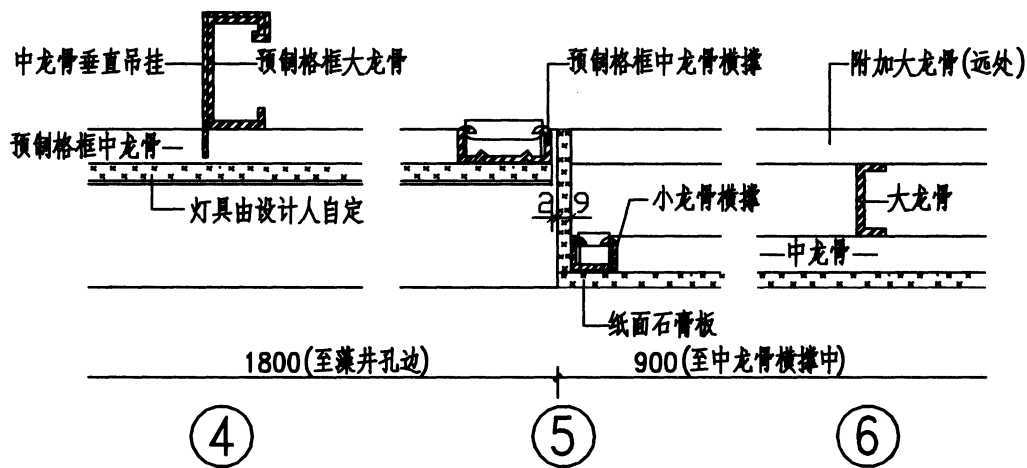 中龙骨垂直吊挂
预制格框大龙骨
预制格框中龙骨横撑
附加大龙骨(远处)
预制格框中龙骨
灯具由设计人自定
2 9
小龙骨横撑
大龙骨
中龙骨
纸面石膏板
1800(至藻井孔边)
900(至中龙骨横撑中)
④
⑤
⑥